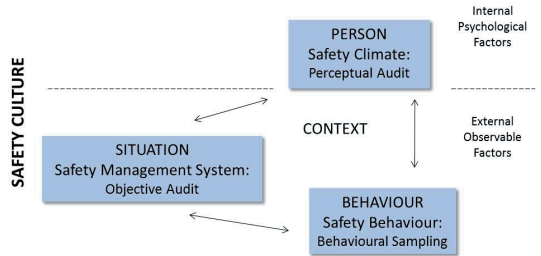 SAFETY CULTURE
PERSON
Safety Climate:
Perceptual Audit
Internal
Psychological
Factors
CONTEXT
External
Observable
Factors
SITUATION
Safety Management System:
Objective Audit
BEHAVIOUR
Safety Behaviour:
Behavioural Sampling